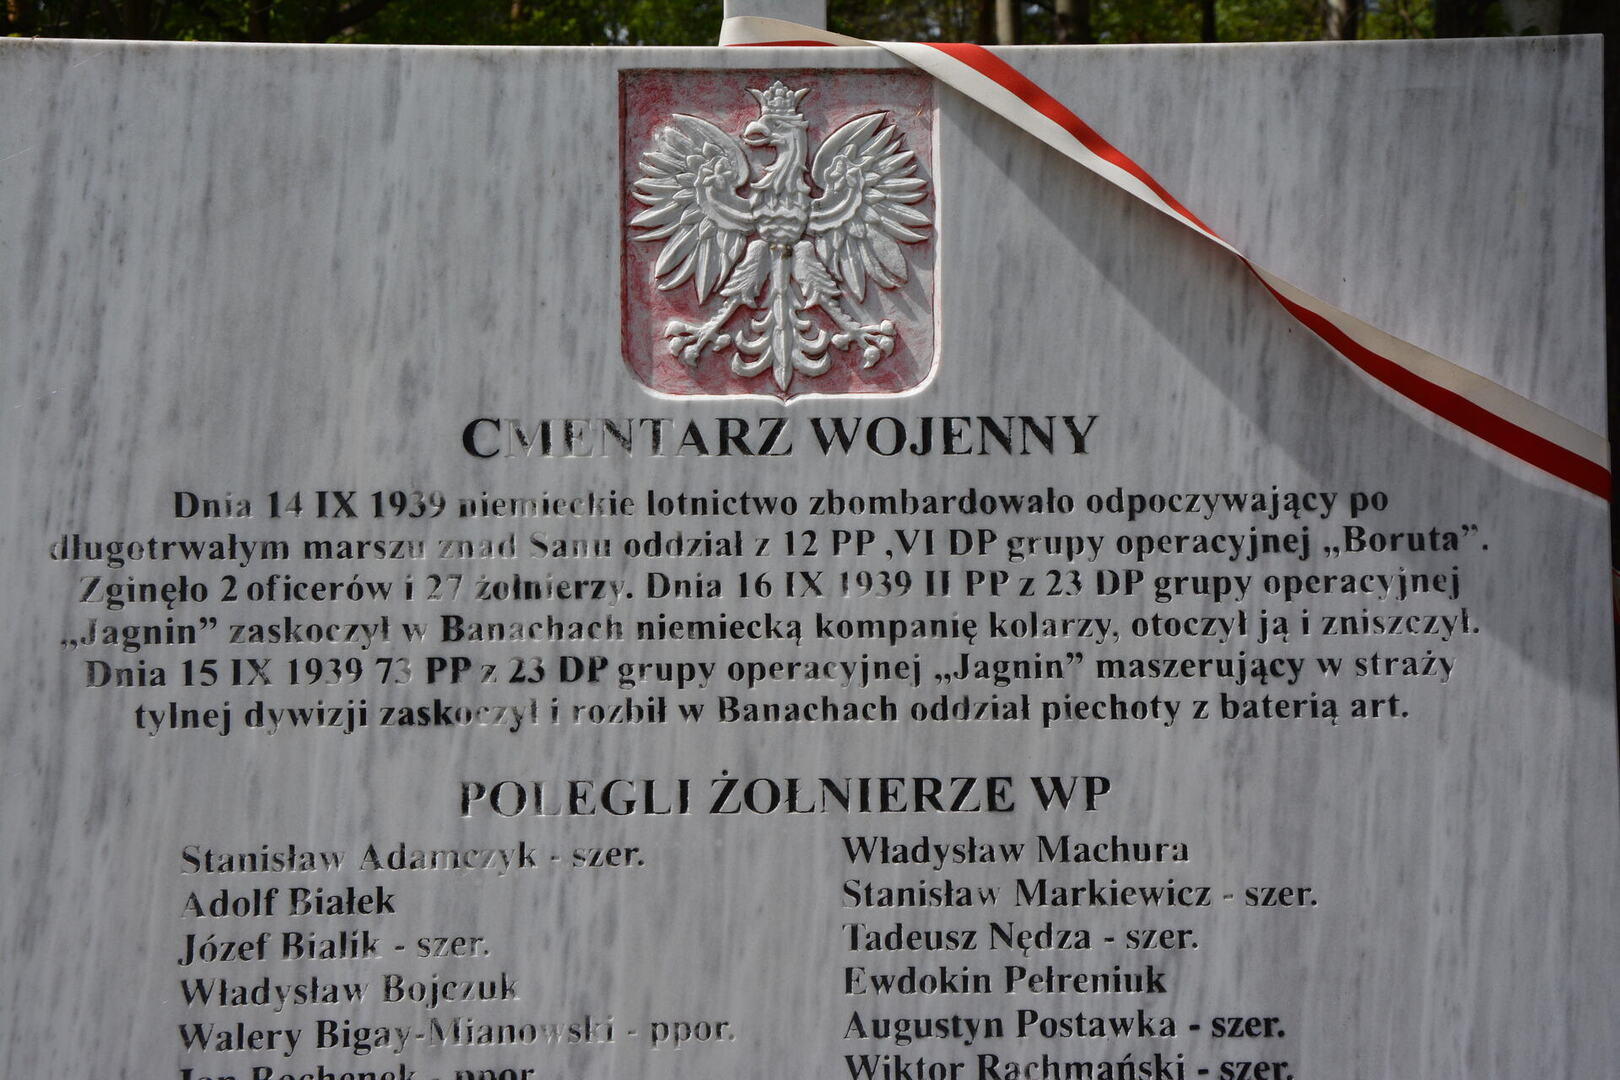 CMENTARZ WOJENNY
Dnia 14 IX 1939 niemieckie lotnictwo zbombardowało odpoczywający po
długotrwałym marszu znad Sanu oddział z 12 PP ,VI DP grupy operacyjnej „Boruta”.
Zginęło 2 oficerów i 27 żołnierzy. Dnia 16 IX 1939 II PP z 23 DP grupy operacyjnej
„Jagnin” zaskoczył w Banachach niemiecką kompanię kolarzy, otoczył ją i zniszczył.
Dnia 15 IX 1939 73 PP z 23 DP grupy operacyjnej „Jagnin” maszerujący w straży
tylnej dywizji zaskoczył i rozbił w Banachach oddział piechoty z baterią art.
POLEGLI ŻOŁNIERZE WP
Stanisław Adamczyk - szer.
Adolf Białek
Józef Bialik - szer.
Władysław Bojczuk
Walery Bigay-Mianowski - ppor.
Jan Bochenek - ppor.
Władysław Machura
Stanisław Markiewicz - szer.
Tadeusz Nędza - szer.
Ewdokin Pełreniuk
Augustyn Postawka - szer.
Wiktor Rachmański - szer.